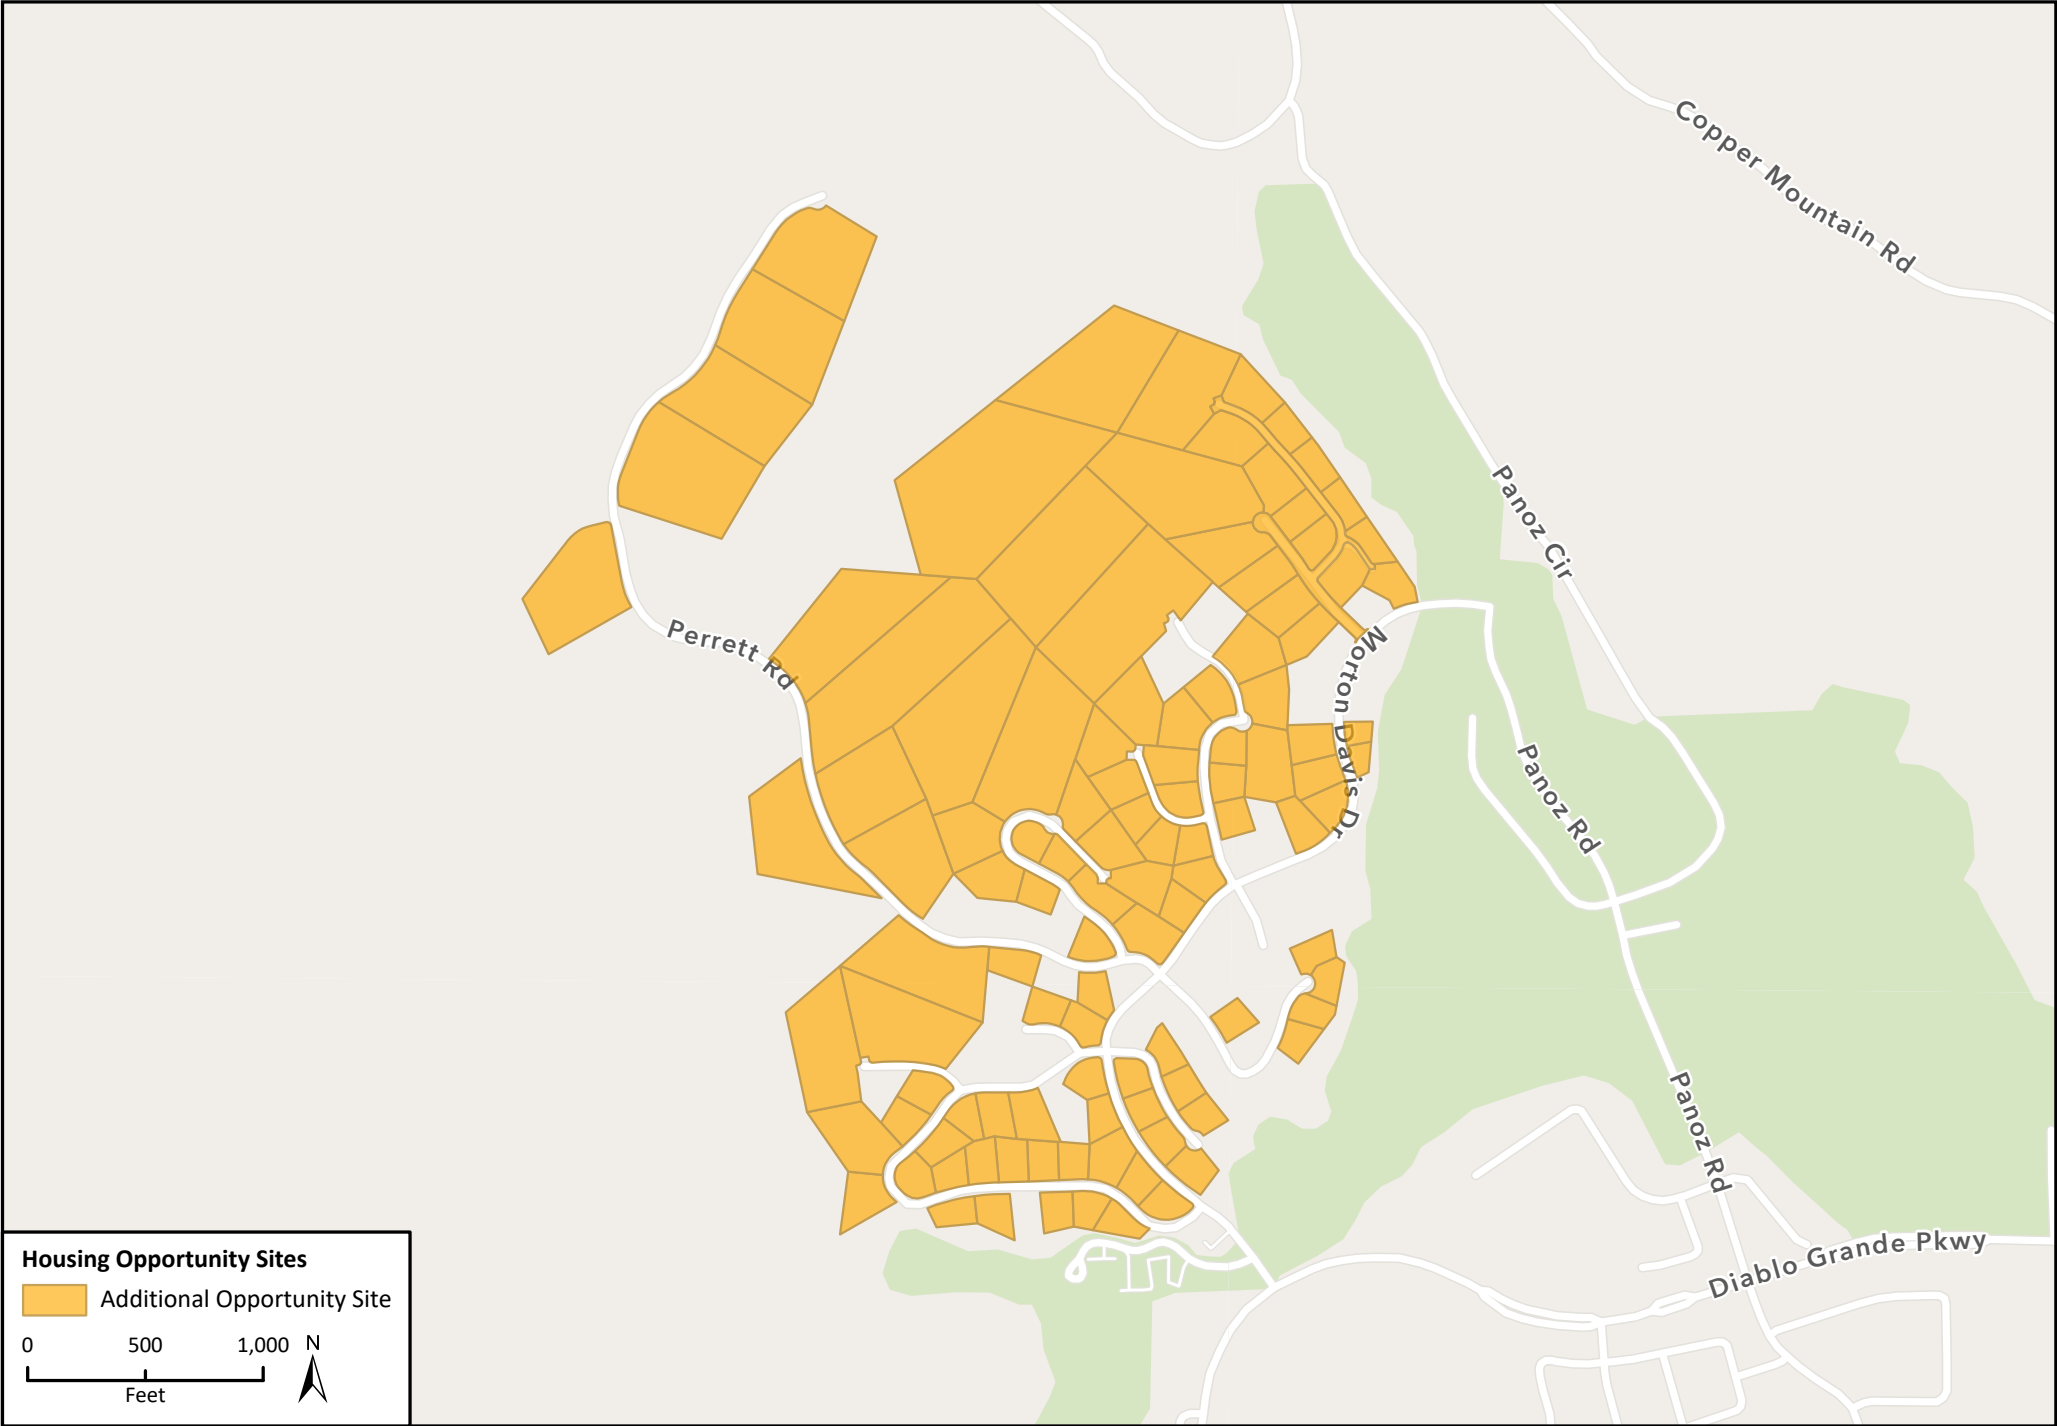 Copper Mountain Rd
Panoz Cir
Perrett Rd
Morton Davis Dr
Panoz Rd
Panoz Rd
Diablo Grande Pkwy
Housing Opportunity Sites
Additional Opportunity Site
0 500 1,000 N
Feet